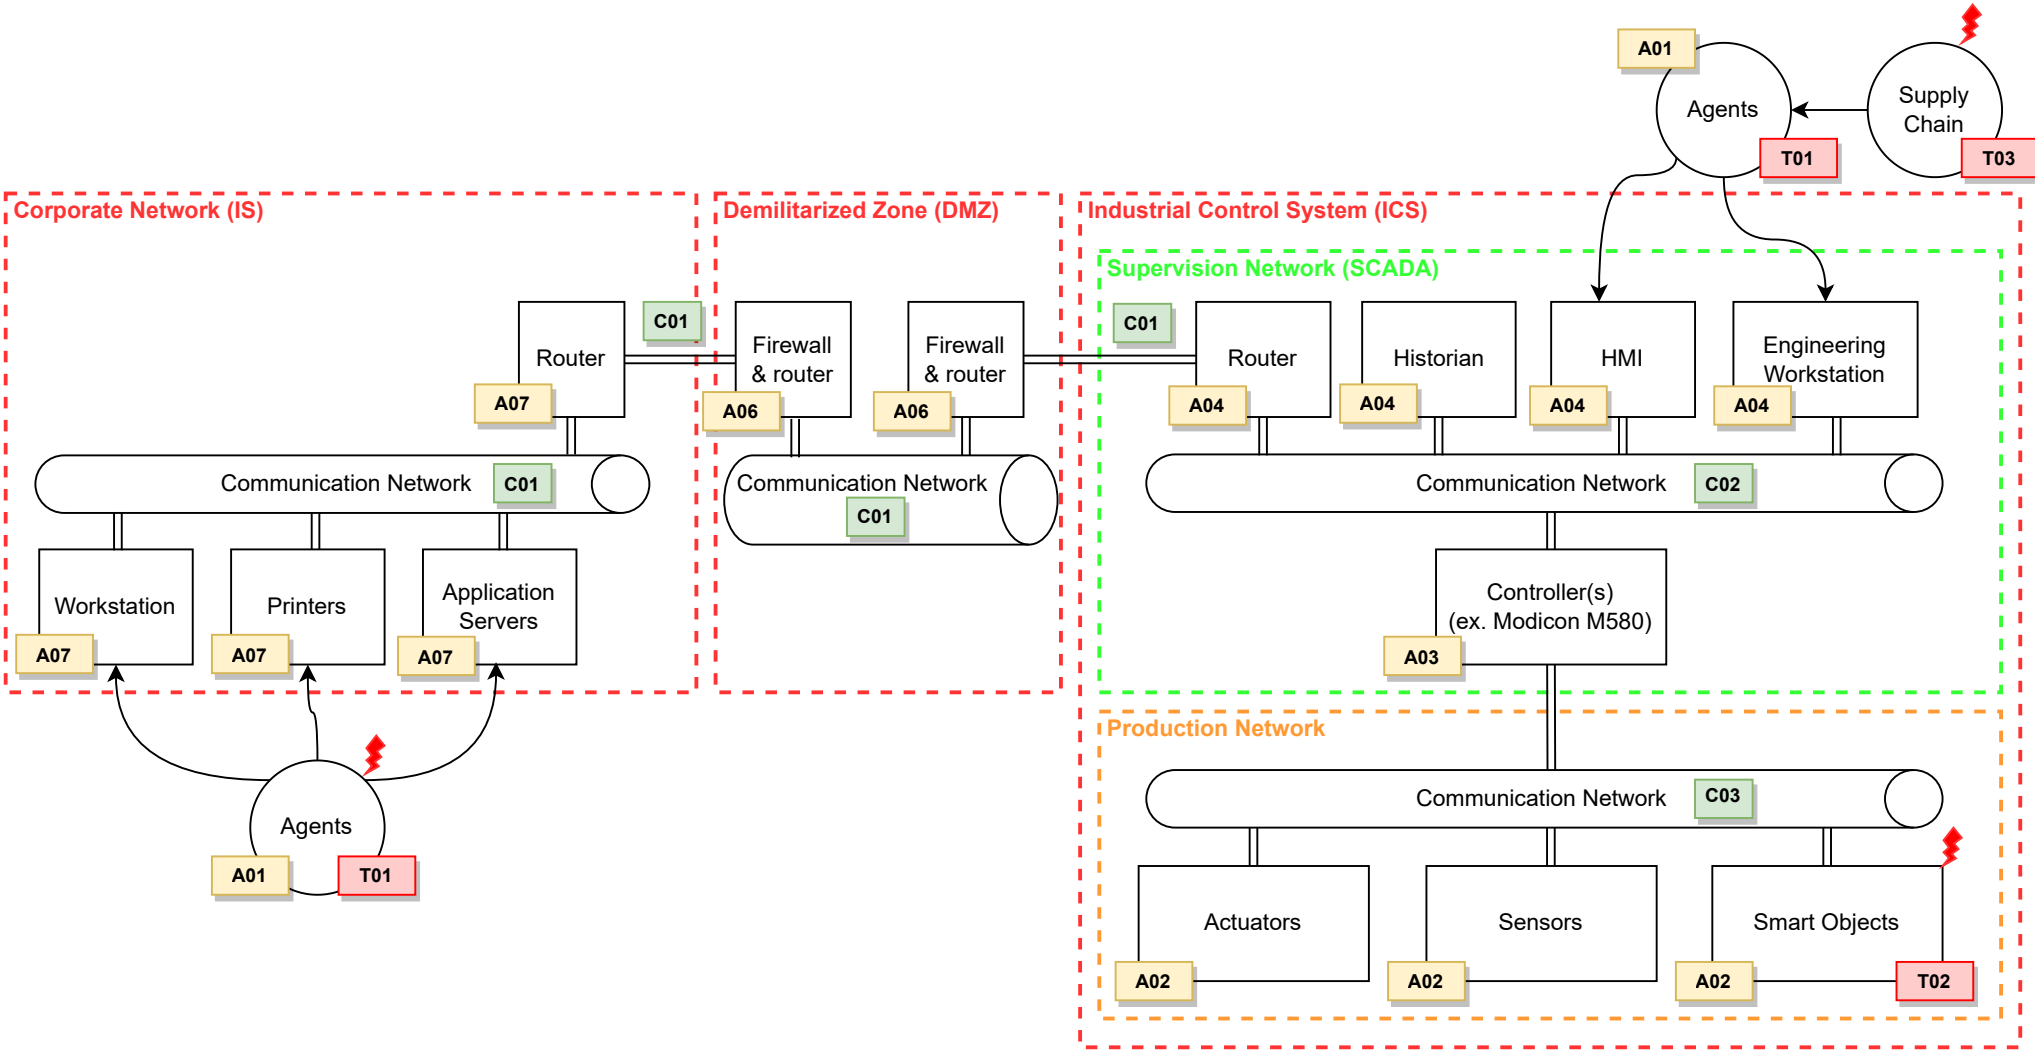 A01
Agents
T01
Supply
Chain
T03
Corporate Network (IS)
Demilitarized Zone (DMZ)
Industrial Control System (ICS)
Supervision Network (SCADA)
Router
A07
C01
Firewall
& router
A06
Firewall
& router
A06
C01
Router
A04
Historian
A04
HMI
A04
Engineering
Workstation
A04
Communication Network
C01
Communication Network
C01
Communication Network
C02
Workstation
A07
Printers
A07
Application
Servers
A07
Controller(s)
(ex. Modicon M580)
A03
Production Network
Communication Network
C03
Agents
A01
T01
Actuators
A02
Sensors
A02
Smart Objects
A02
T02